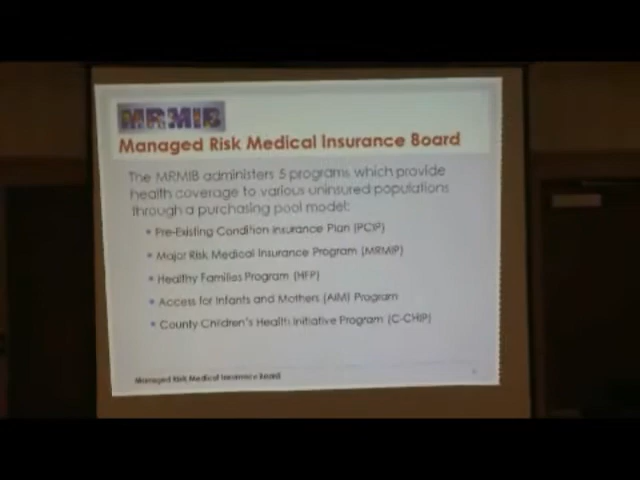 MRMIB
Managed Risk Medical Insurance Board
The MRMIB administers 5 programs which provide
health coverage to various uninsured populations
through a purchasing pool model:
• Pre-Existing Condition Insurance Plan (PCIP)
• Major Risk Medical Insurance Program (MRMIP)
• Healthy Families Program (HFP)
• Access for Infants and Mothers (AIM) Program
• County Children's Health Initiative Program (C-CHIP)
Managed Risk Medical Insurance Board